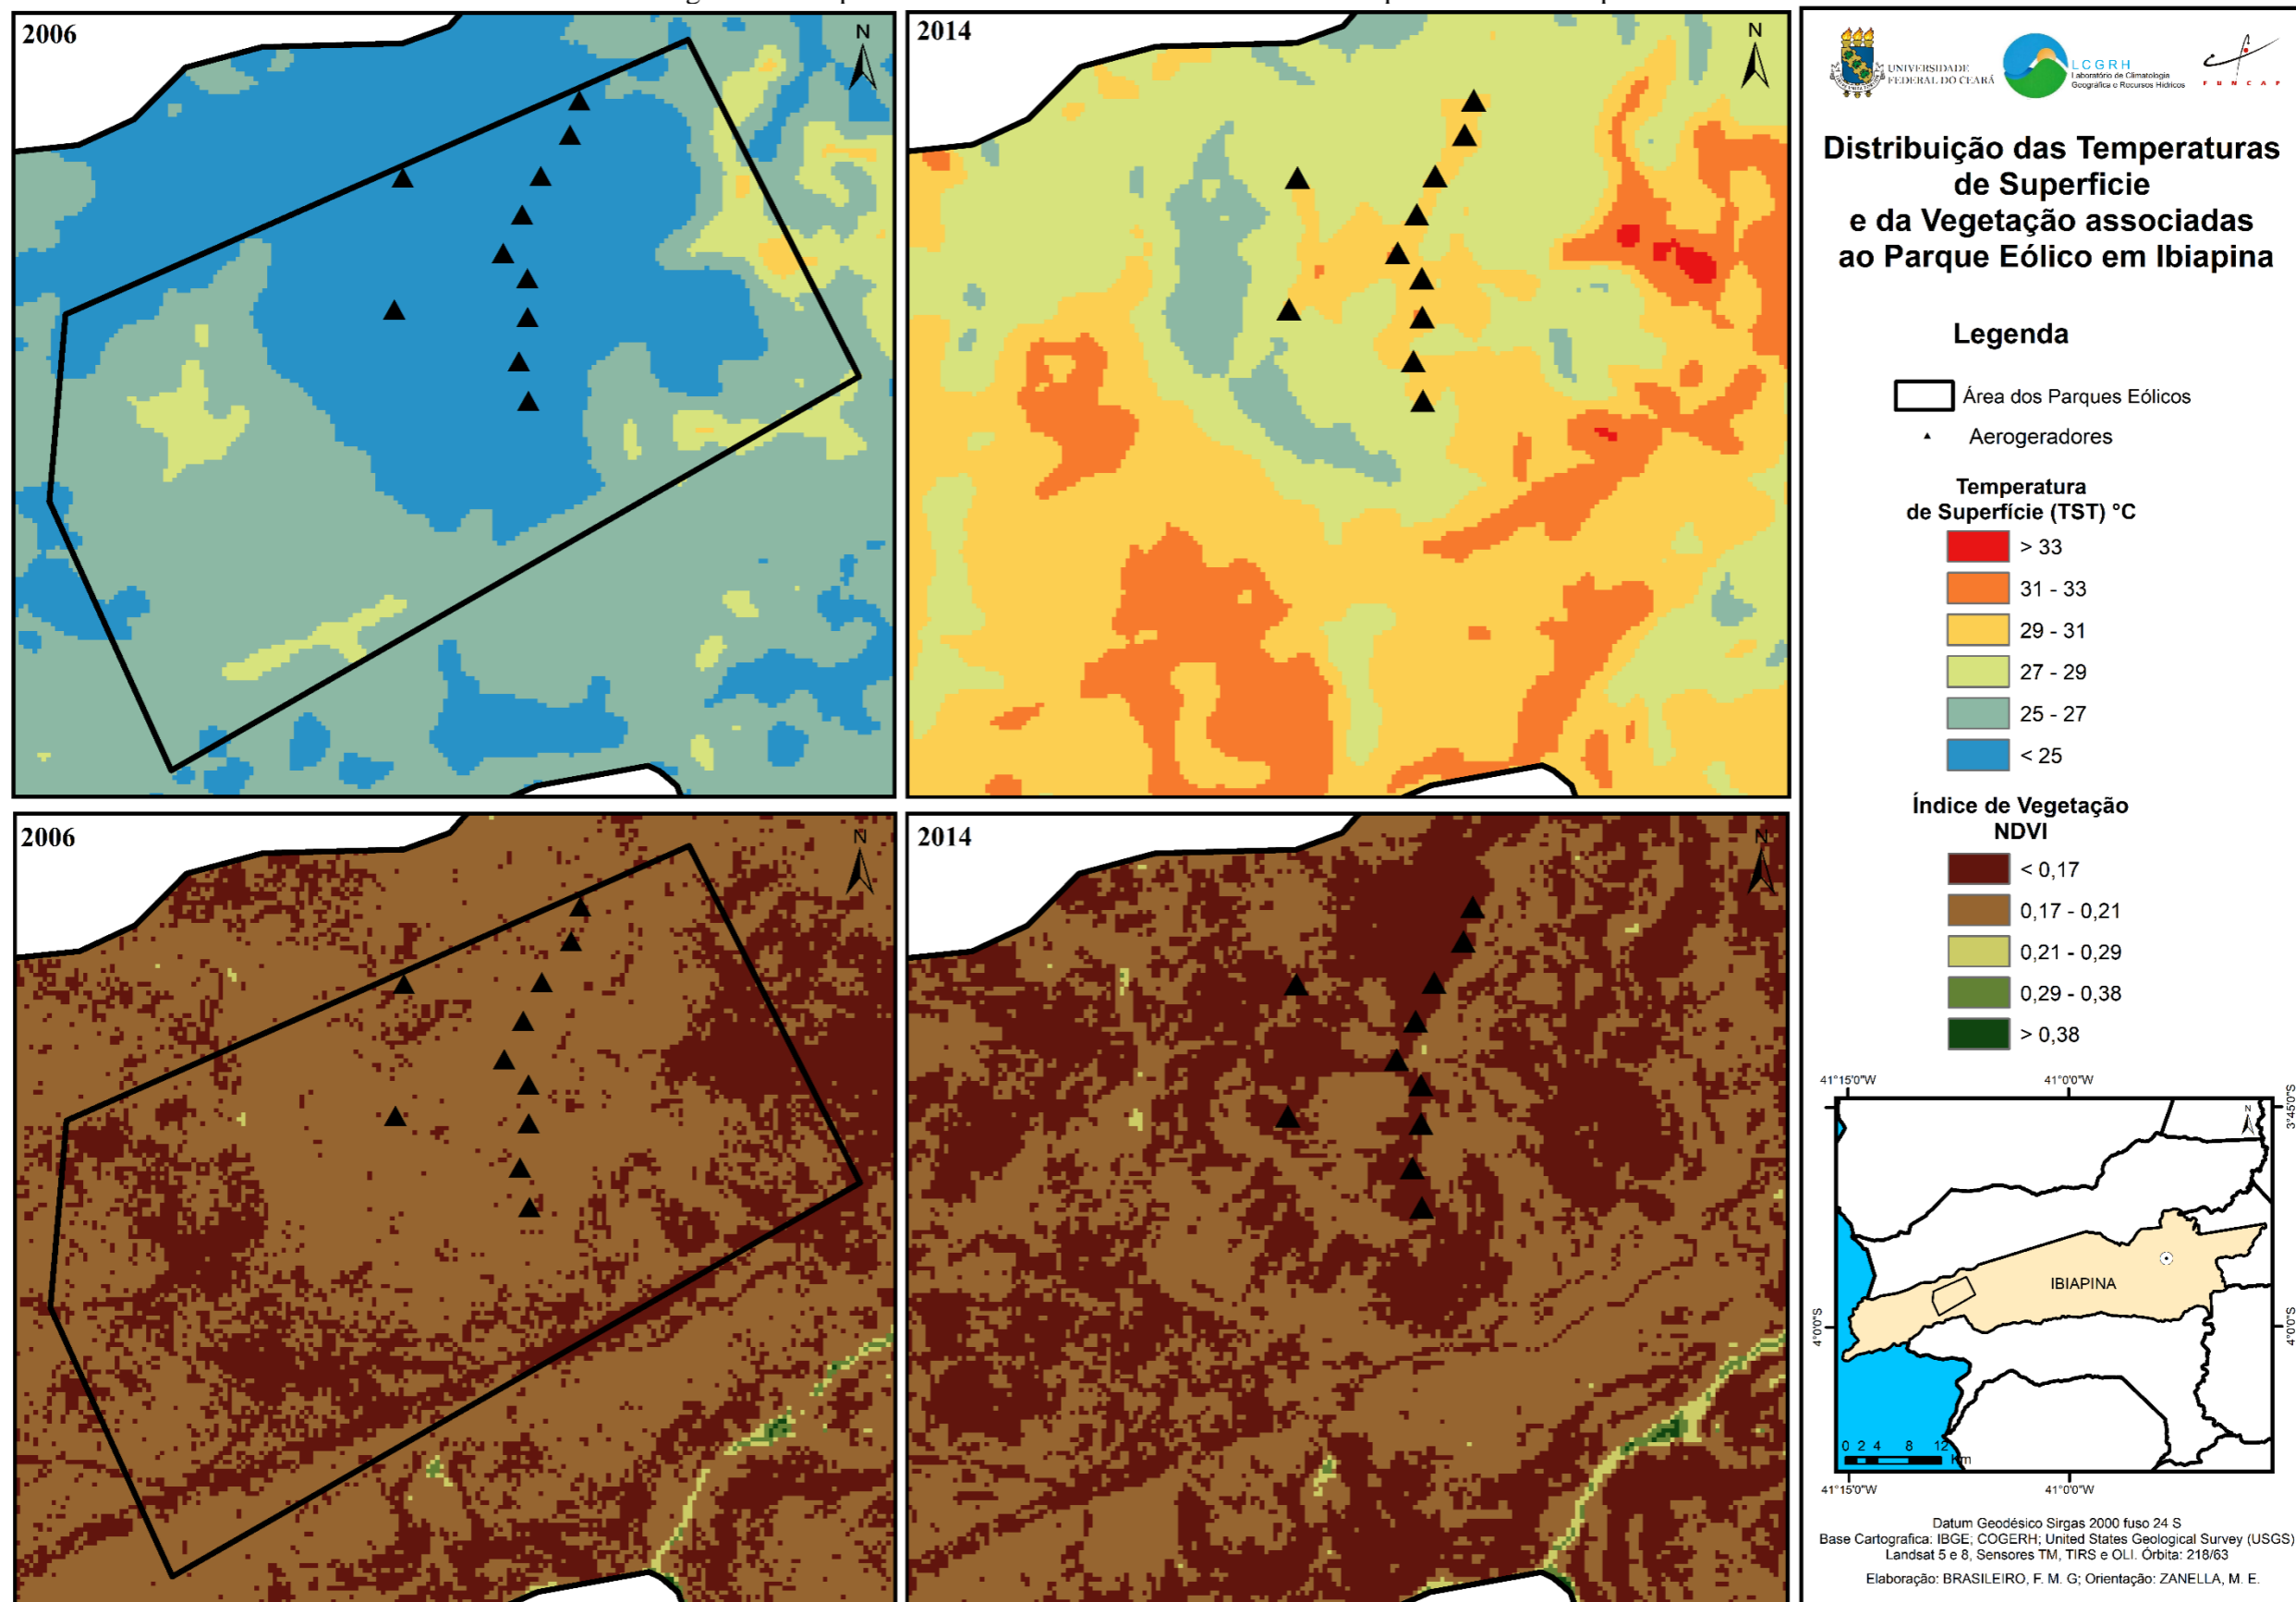 2006
N
2014
N
UNIVERSIDADE
FEDERAL DO CEARÁ
LCGRH
Laboratório de Climatologia
Geográfica e Recursos Hídricos
FUNCAP
Distribuição das Temperaturas
de Superficie
e da Vegetação associadas
ao Parque Eólico em Ibiapina
Legenda
Área dos Parques Eólicos
Aerogeradores
Temperatura
de Superfície (TST) °C
> 33
31 - 33
29 - 31
27 - 29
25 - 27
< 25
2006
N
2014
N
Índice de Vegetação
NDVI
< 0,17
0,17 - 0,21
0,21 - 0,29
0,29 - 0,38
> 0,38
41°15'0"W 41°0'0"W
3°45'0"S
N
IBIAPINA
4°0'0"S
4°0'0"S
0 2 4 8 12
Km
41°15'0"W 41°0'0"W
Datum Geodésico Sirgas 2000 fuso 24 S
Base Cartografica: IBGE; COGERH; United States Geological Survey (USGS)
Landsat 5 e 8, Sensores TM, TIRS e OLI. Órbita: 218/63
Elaboração: BRASILEIRO, F. M. G; Orientação: ZANELLA, M. E.